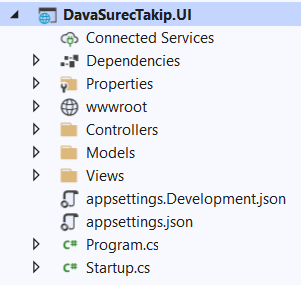 DavaSurecTakip.UI
Connected Services
Dependencies
Properties
wwwroot
Controllers
Models
Views
appsettings.Development.json
appsettings.json
C# Program.cs
C# Startup.cs